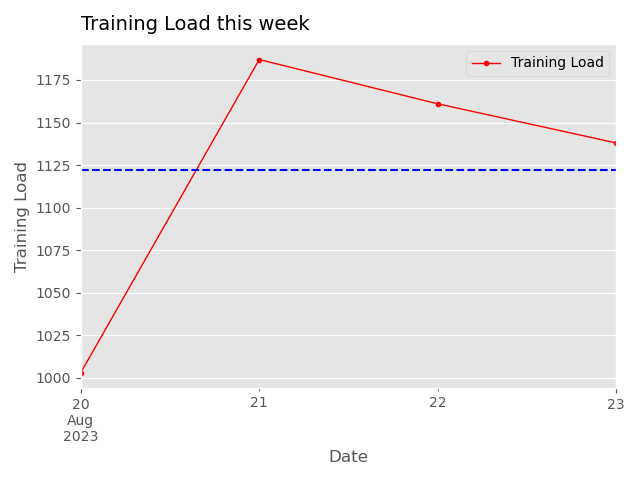 Training Load this week
Training Load
1175
1150
1125
1100
1075
1050
1025
1000
Training Load
20
Aug
2023
21
22
23
Date